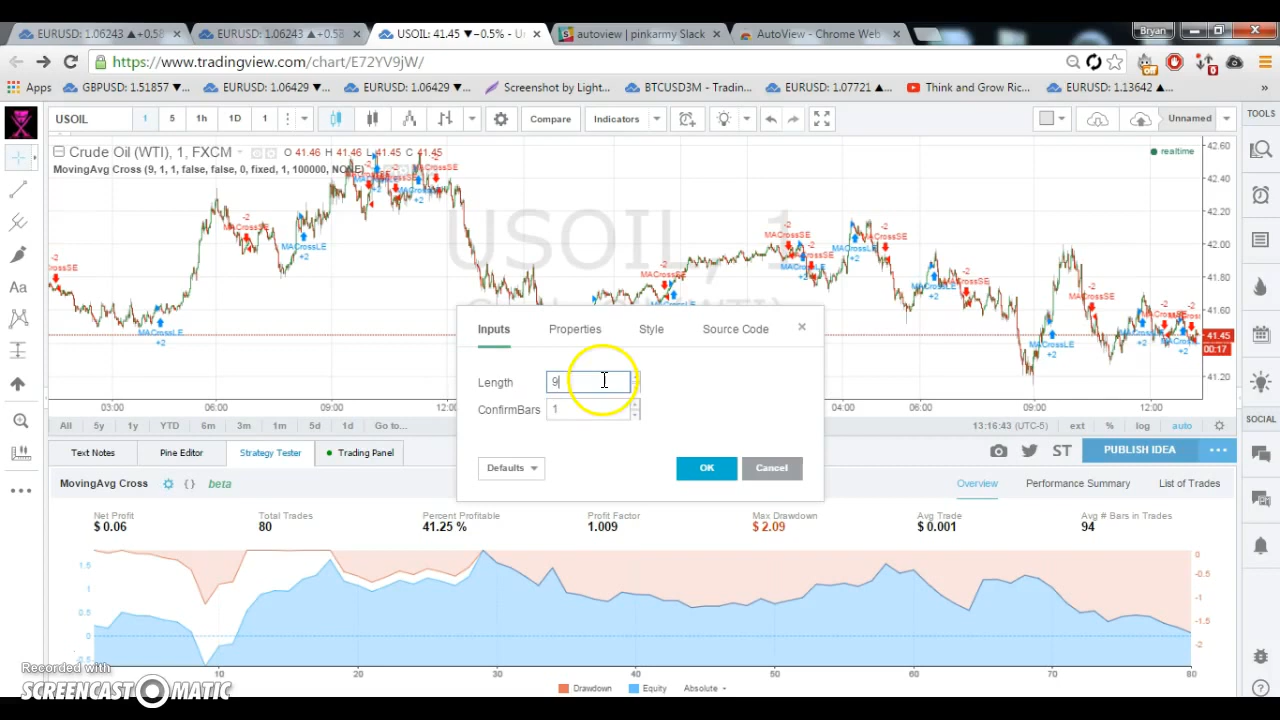 EURUSD: 1.06243 ▲+0.58
EURUSD: 1.06243 ▲+0.58
USOIL: 41.45 ▼−0.5% - Ur
autoview | pinkarmy Slack
AutoView - Chrome Web
Bryan
https://www.tradingview.com/chart/E72YV9jW/
Apps
GBPUSD: 1.51857 ▼...
EURUSD: 1.06429 ▼...
EURUSD: 1.06429 ▼...
Screenshot by Light...
BTCUSD3M - Tradin...
EURUSD: 1.07721 ▲...
Think and Grow Ric...
EURUSD: 1.13642 ▲...
USOIL
1
5
1h
1D
1
Compare
Indicators
Unnamed
TOOLS
Crude Oil (WTI), 1, FXCM
O 41.46 H 41.46 L 41.45 C 41.45
realtime
MovingAvg Cross (9, 1, 1, false, false, 0, fixed, 1, 100000, NONE)
USOIL, 1
42.60
42.40
42.20
42.00
41.80
41.60
41.45
00:17
41.20
MACrossLE
+2
MACrossLE
+2
-2
MACrossSE
03:00
06:00
09:00
12:00
04:00
06:00
09:00
12:00
Inputs
Properties
Style
Source Code
Length
9
ConfirmBars
1
Defaults
OK
Cancel
All
5y
1y
YTD
6m
3m
1m
5d
1d
Go to...
13:16:43 (UTC-5)
ext
%
log
auto
SOCIAL
Text Notes
Pine Editor
Strategy Tester
Trading Panel
ST
PUBLISH IDEA
MovingAvg Cross
{}
beta
Overview
Performance Summary
List of Trades
Net Profit
Total Trades
Percent Profitable
Profit Factor
Max Drawdown
Avg Trade
Avg # Bars in Trades
$ 0.06
80
41.25 %
1.009
$ 2.09
$ 0.001
94
1.5
1
0.5
0
0
-0.5
-1
-1.5
-2
10
20
30
40
50
60
70
80
Drawdown
Equity
Absolute
Recorded with
SCREENCAST MATIC